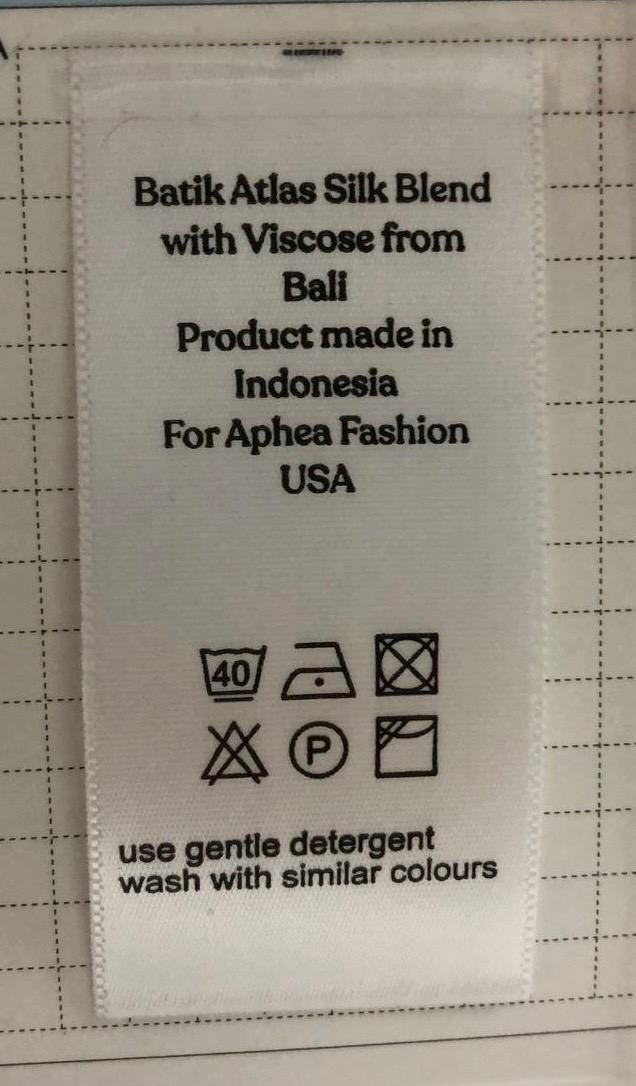 Batik Atlas Silk Blend
with Viscose from
Bali
Product made in
Indonesia
For Aphea Fashion
USA
40
P
use gentle detergent
wash with similar colours